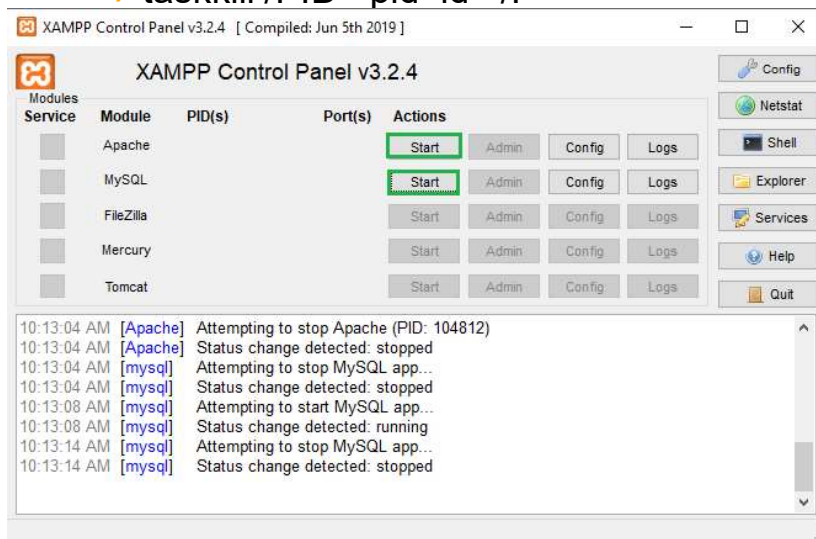 XAMPP Control Panel v3.2.4 [ Compiled: Jun 5th 2019 ]
XAMPP Control Panel v3.2.4
Config
Modules
Service Module PID(s) Port(s) Actions
Netstat
Apache Start Admin Config Logs
Shell
MySQL Start Admin Config Logs
Explorer
FileZilla Start Admin Config Logs
Services
Mercury Start Admin Config Logs
Help
Tomcat Start Admin Config Logs
Quit
10:13:04 AM [Apache] Attempting to stop Apache (PID: 104812)
10:13:04 AM [Apache] Status change detected: stopped
10:13:04 AM [mysql] Attempting to stop MySQL app...
10:13:04 AM [mysql] Status change detected: stopped
10:13:08 AM [mysql] Attempting to start MySQL app...
10:13:08 AM [mysql] Status change detected: running
10:13:14 AM [mysql] Attempting to stop MySQL app...
10:13:14 AM [mysql] Status change detected: stopped